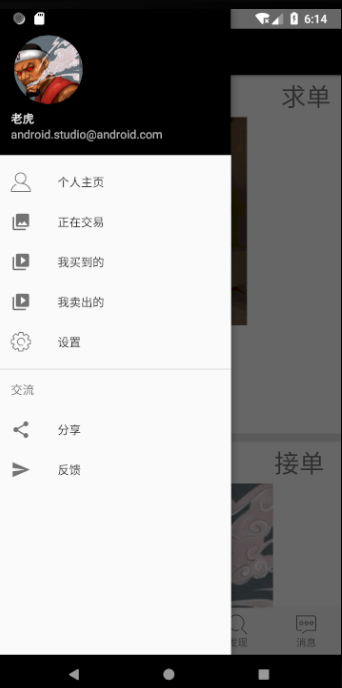 6:14
求单
老虎
android.studio@android.com
个人主页
正在交易
我买到的
我卖出的
设置
交流
分享
接单
反馈
发现
消息